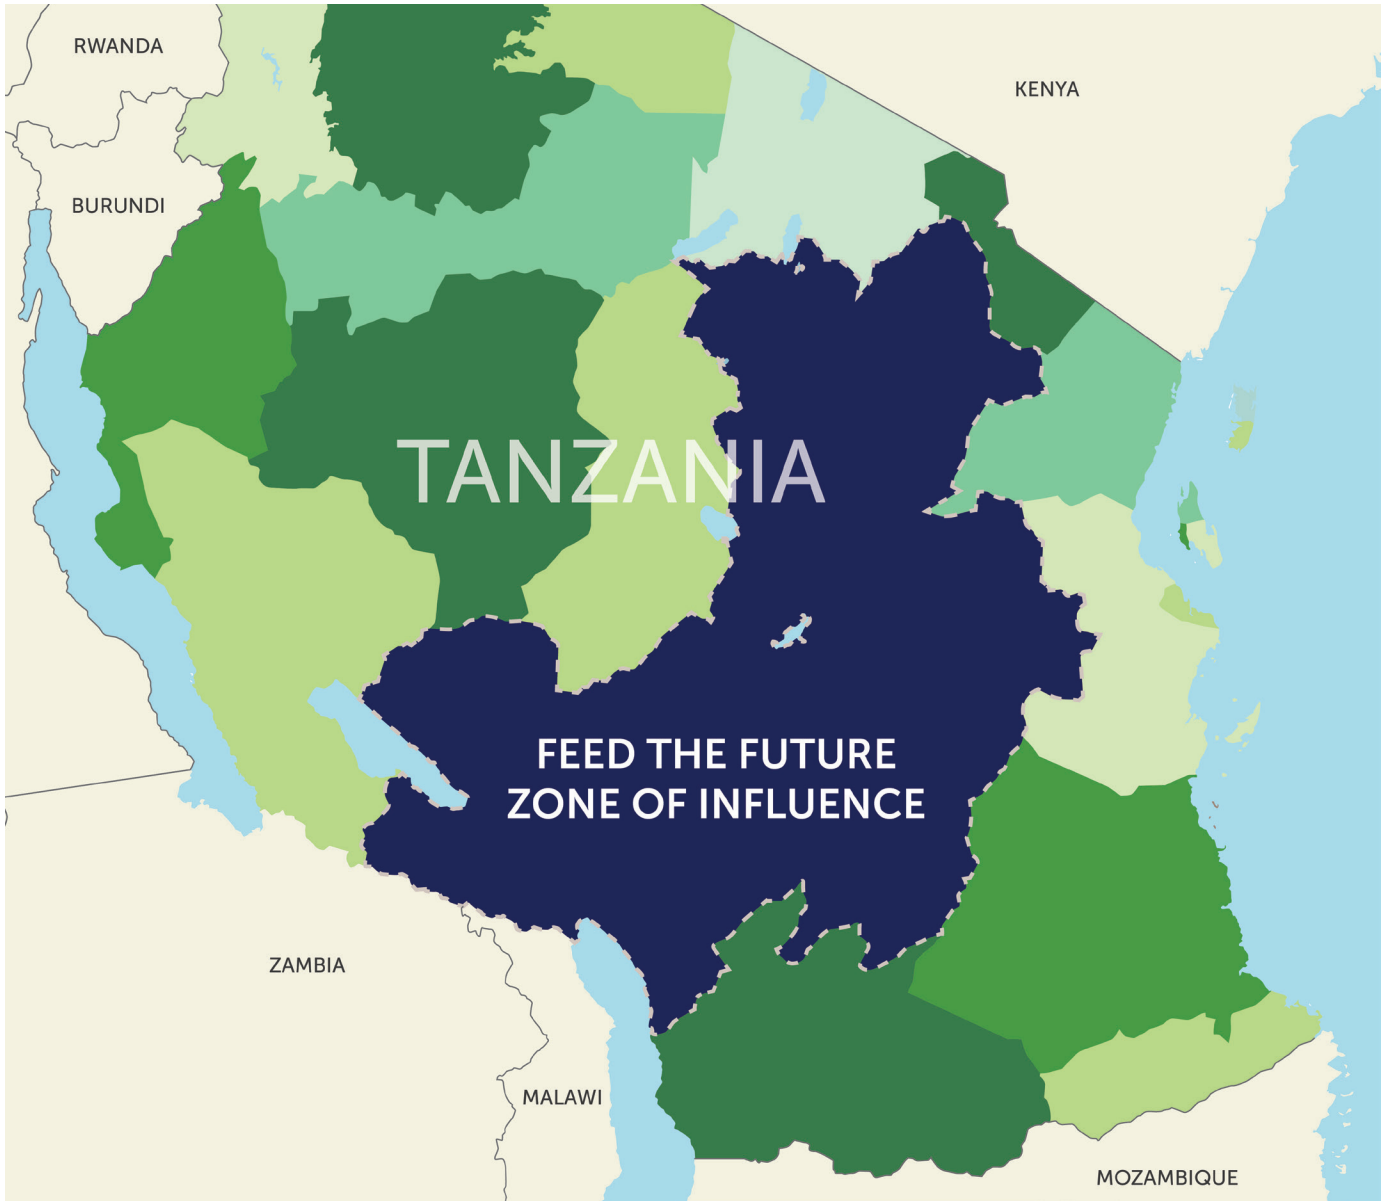 RWANDA
KENYA
BURUNDI
TANZANIA
FEED THE FUTURE
ZONE OF INFLUENCE
ZAMBIA
MALAWI
MOZAMBIQUE